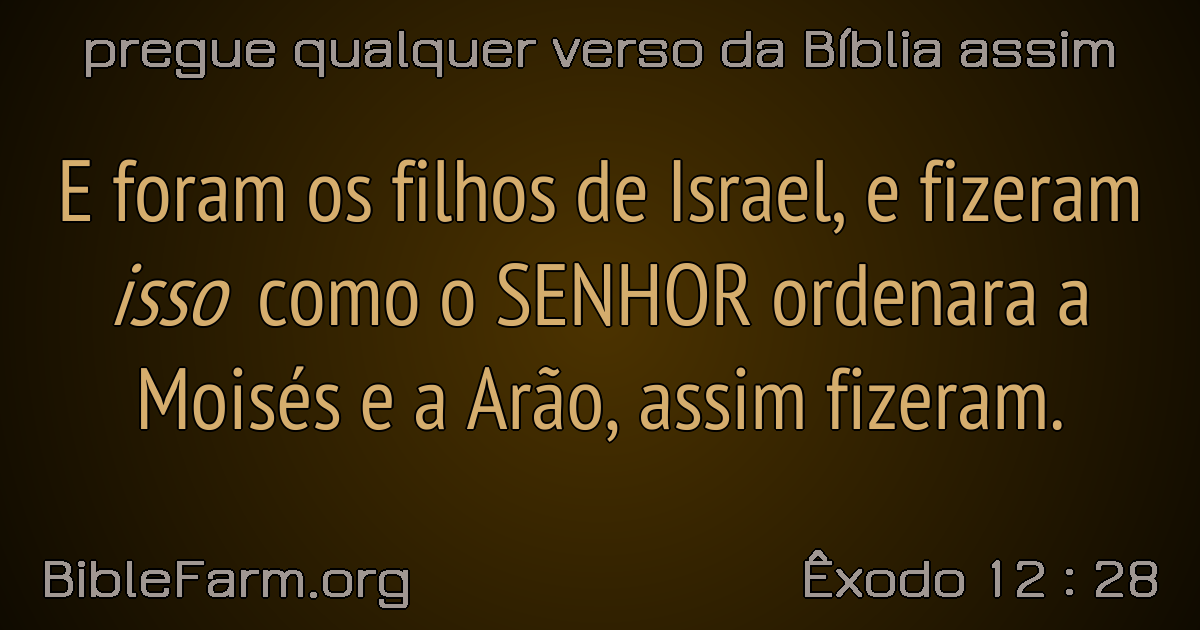 pregue qualquer verso da Bíblia assim
E foram os filhos de Israel, e fizeram
isso como o SENHOR ordenara a
Moisés e a Arão, assim fizeram.
BibleFarm.org
Êxodo 12 : 28